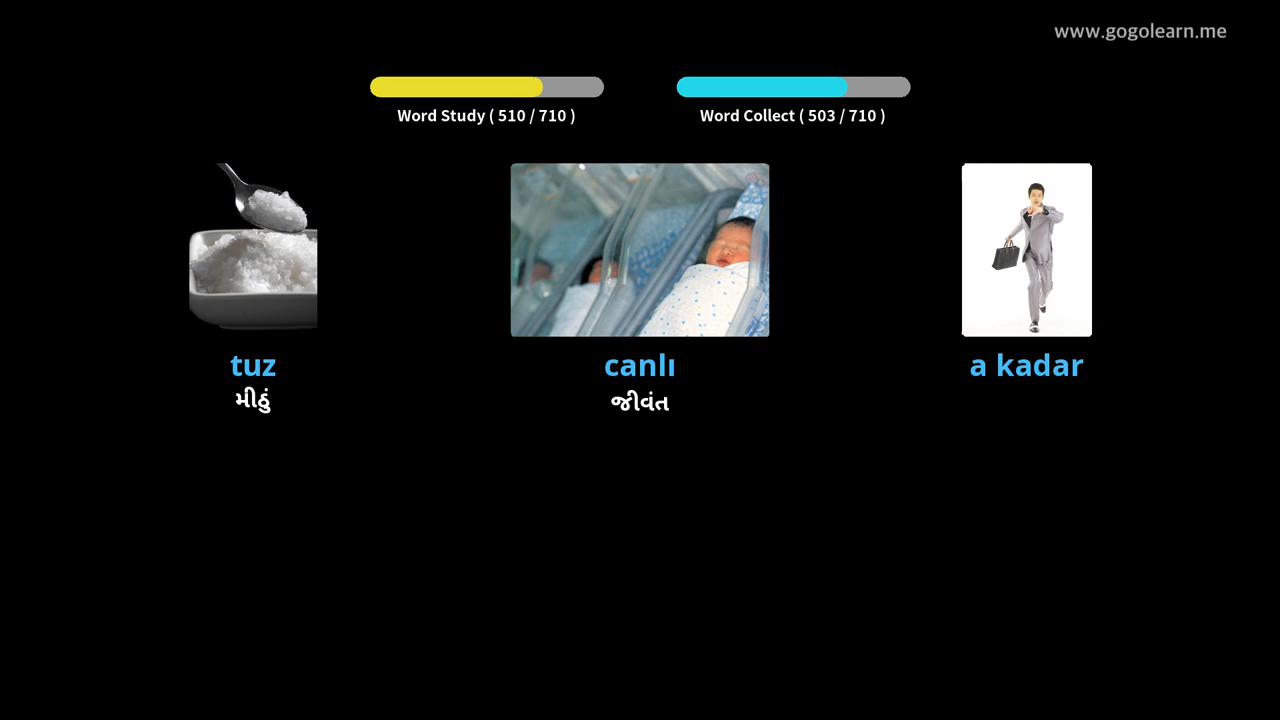 www.gogolearn.me
Word Study ( 510 / 710 )
Word Collect ( 503 / 710 )
tuz
canlı
a kadar
મીઠું
જીવંત